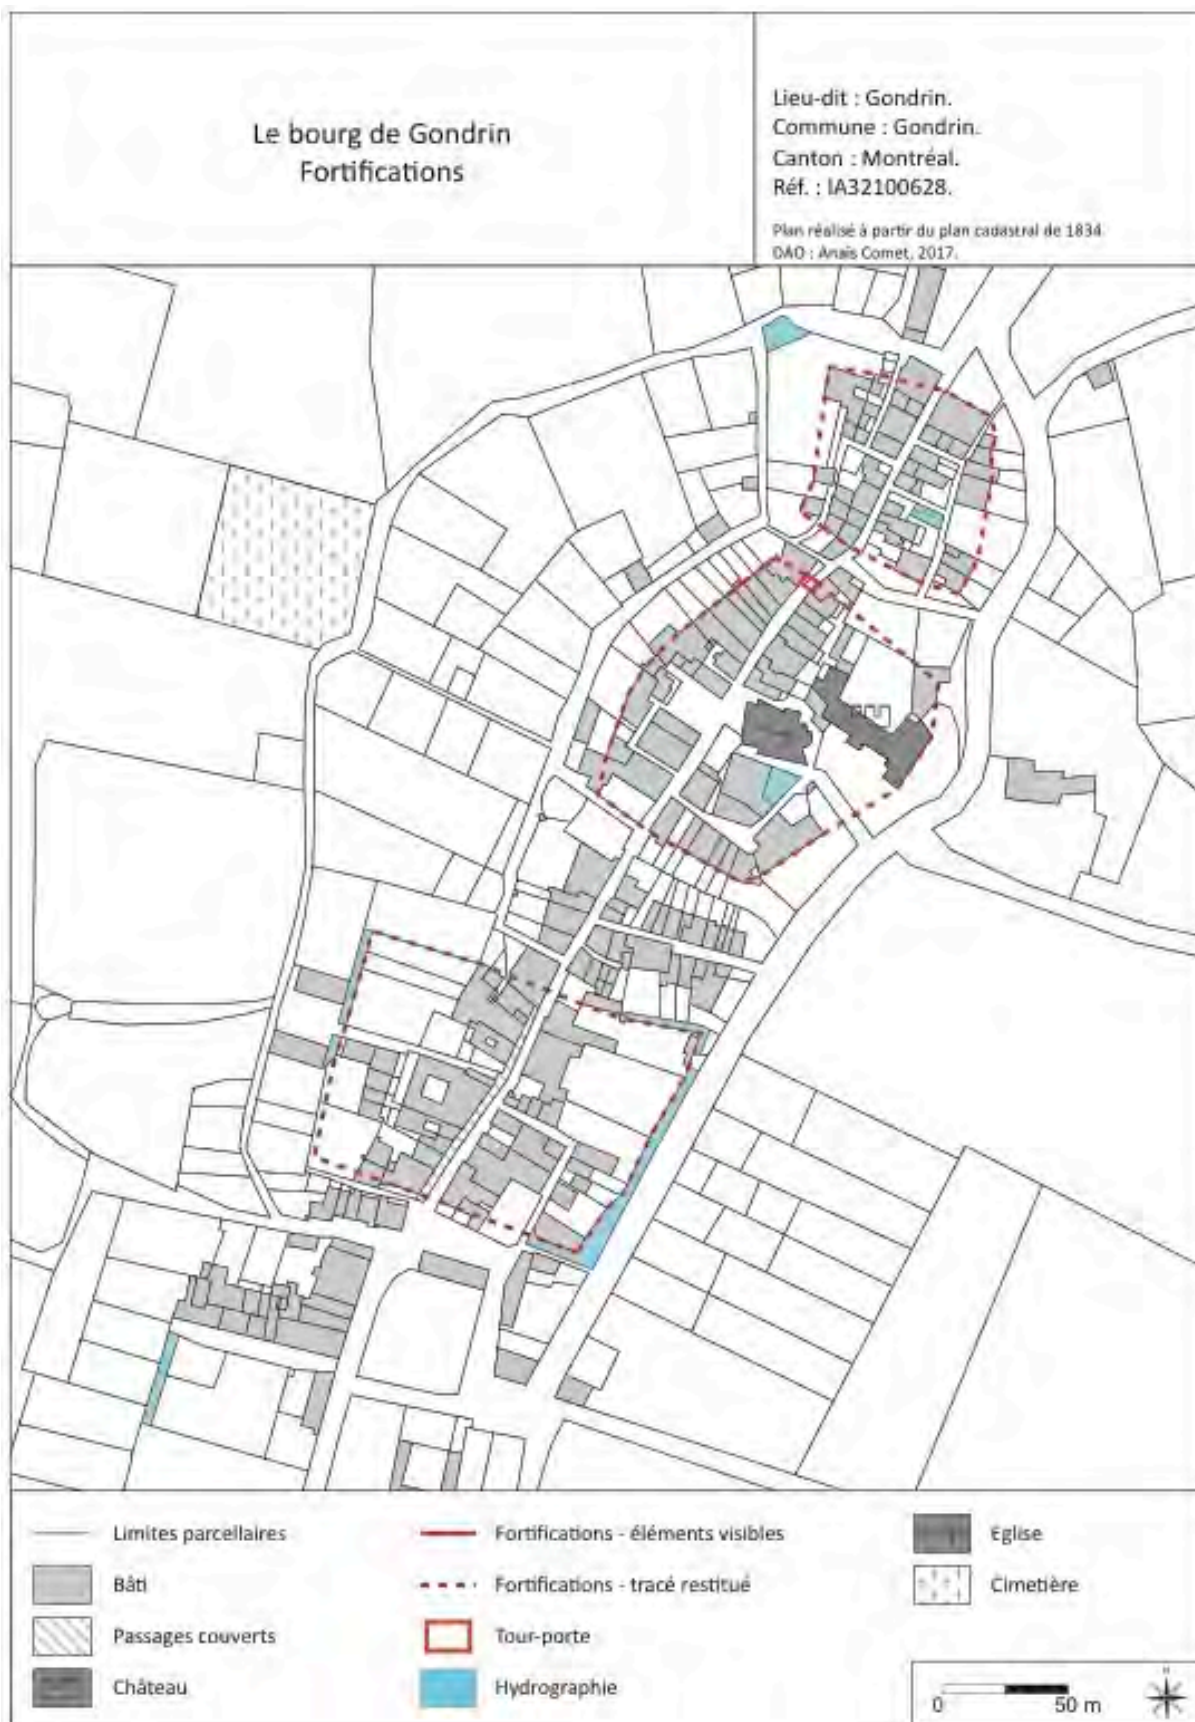 Le bourg de Gondrin
Fortifications
Lieu-dit : Gondrin.
Commune : Gondrin.
Canton : Montréal.
Réf. : IA32100628.
Plan réalisé à partir du plan cadastral de 1834
DAO : Anaïs Comet, 2017.
Limites parcellaires
Bâti
Passages couverts
Château
Fortifications - éléments visibles
Fortifications - tracé restitué
Tour-porte
Hydrographie
Eglise
Cimetière
0 50 m